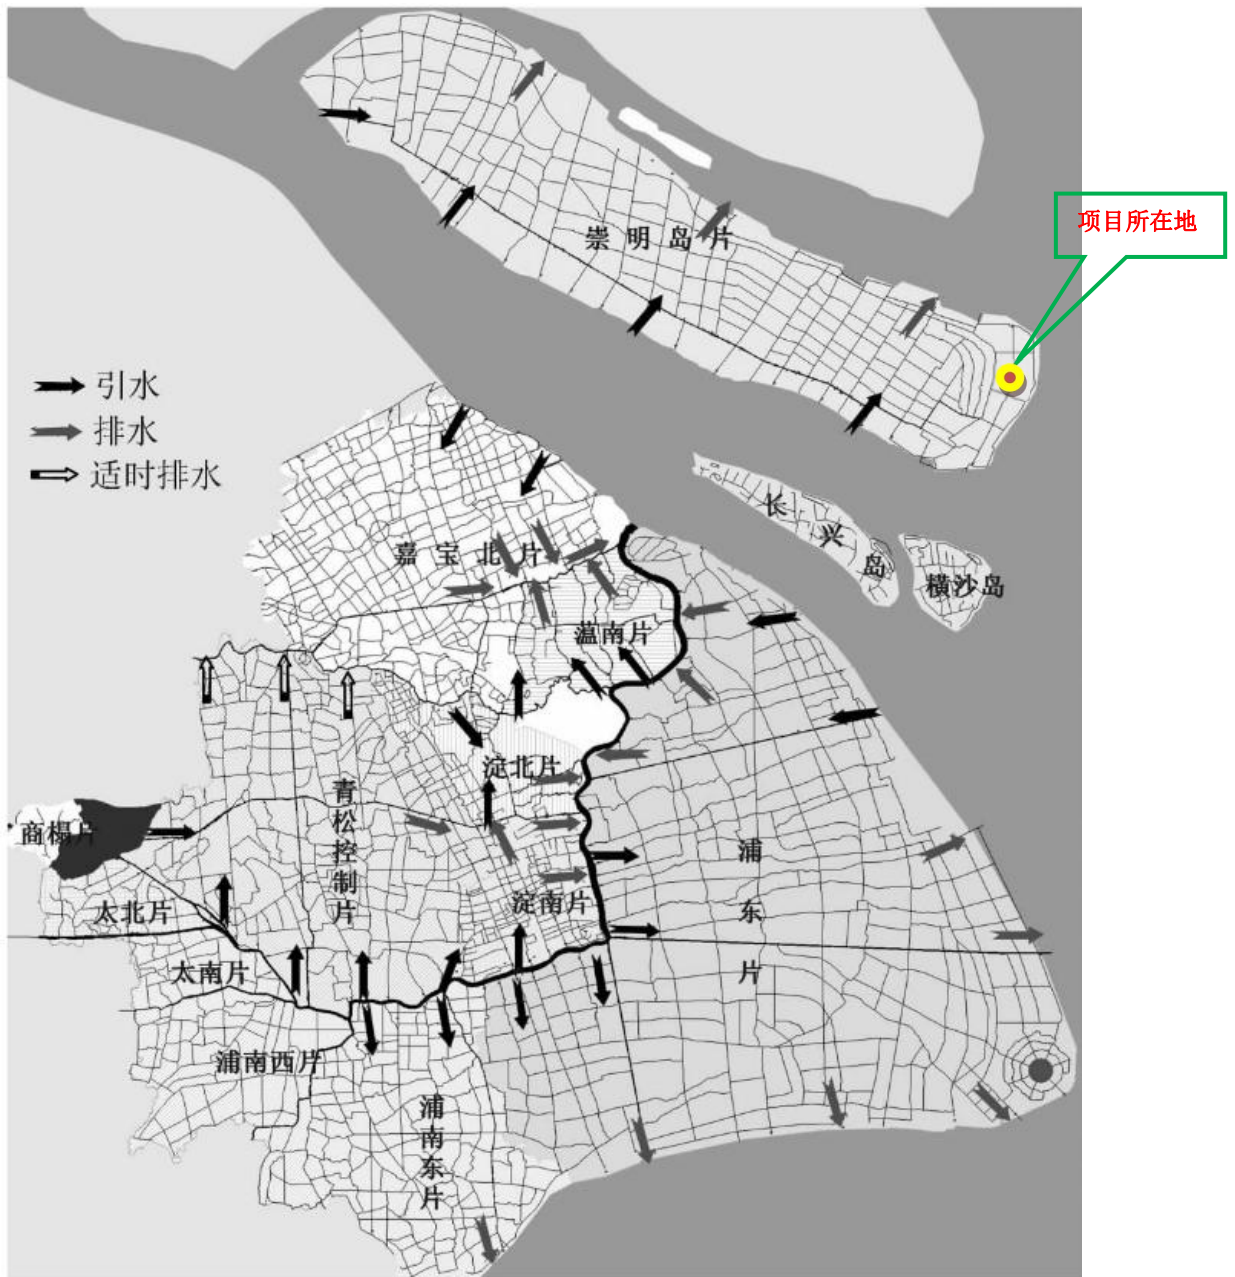 项目所在地
崇明岛片
引水
排水
适时排水
长兴岛
横沙岛
嘉宝北片
蕰南片
淀北片
青松控制片
商榻片
浦东片
淀南片
太北片
太南片
浦南西片
浦南东片